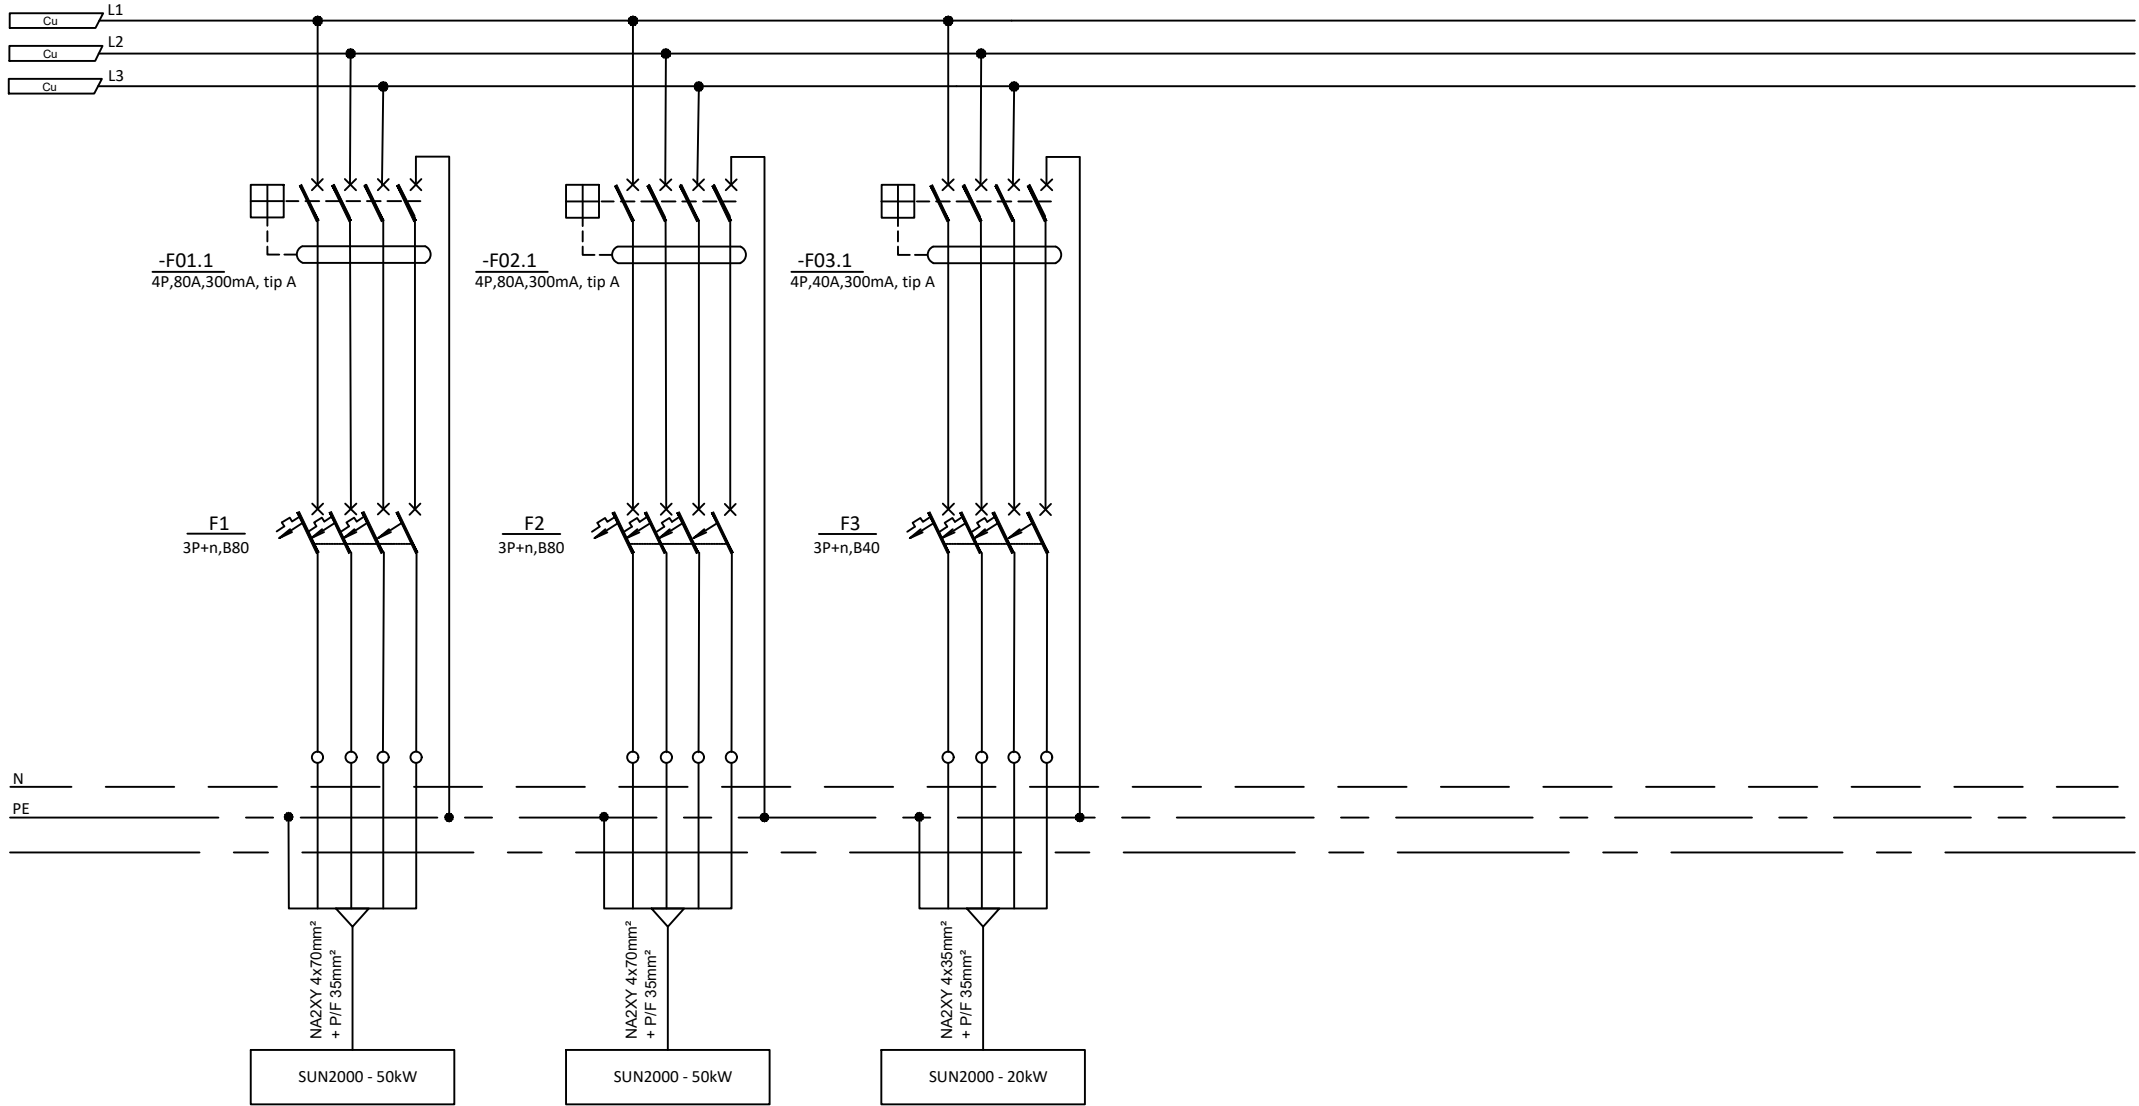 Cu L1
Cu L2
Cu L3
-F01.1
4P,80A,300mA, tip A
-F02.1
4P,80A,300mA, tip A
-F03.1
4P,40A,300mA, tip A
F1
3P+n,B80
F2
3P+n,B80
F3
3P+n,B40
N
PE
NA2XY 4x70mm²
+ P/F 35mm²
NA2XY 4x70mm²
+ P/F 35mm²
NA2XY 4x35mm²
+ P/F 35mm²
SUN2000 - 50kW
SUN2000 - 50kW
SUN2000 - 20kW